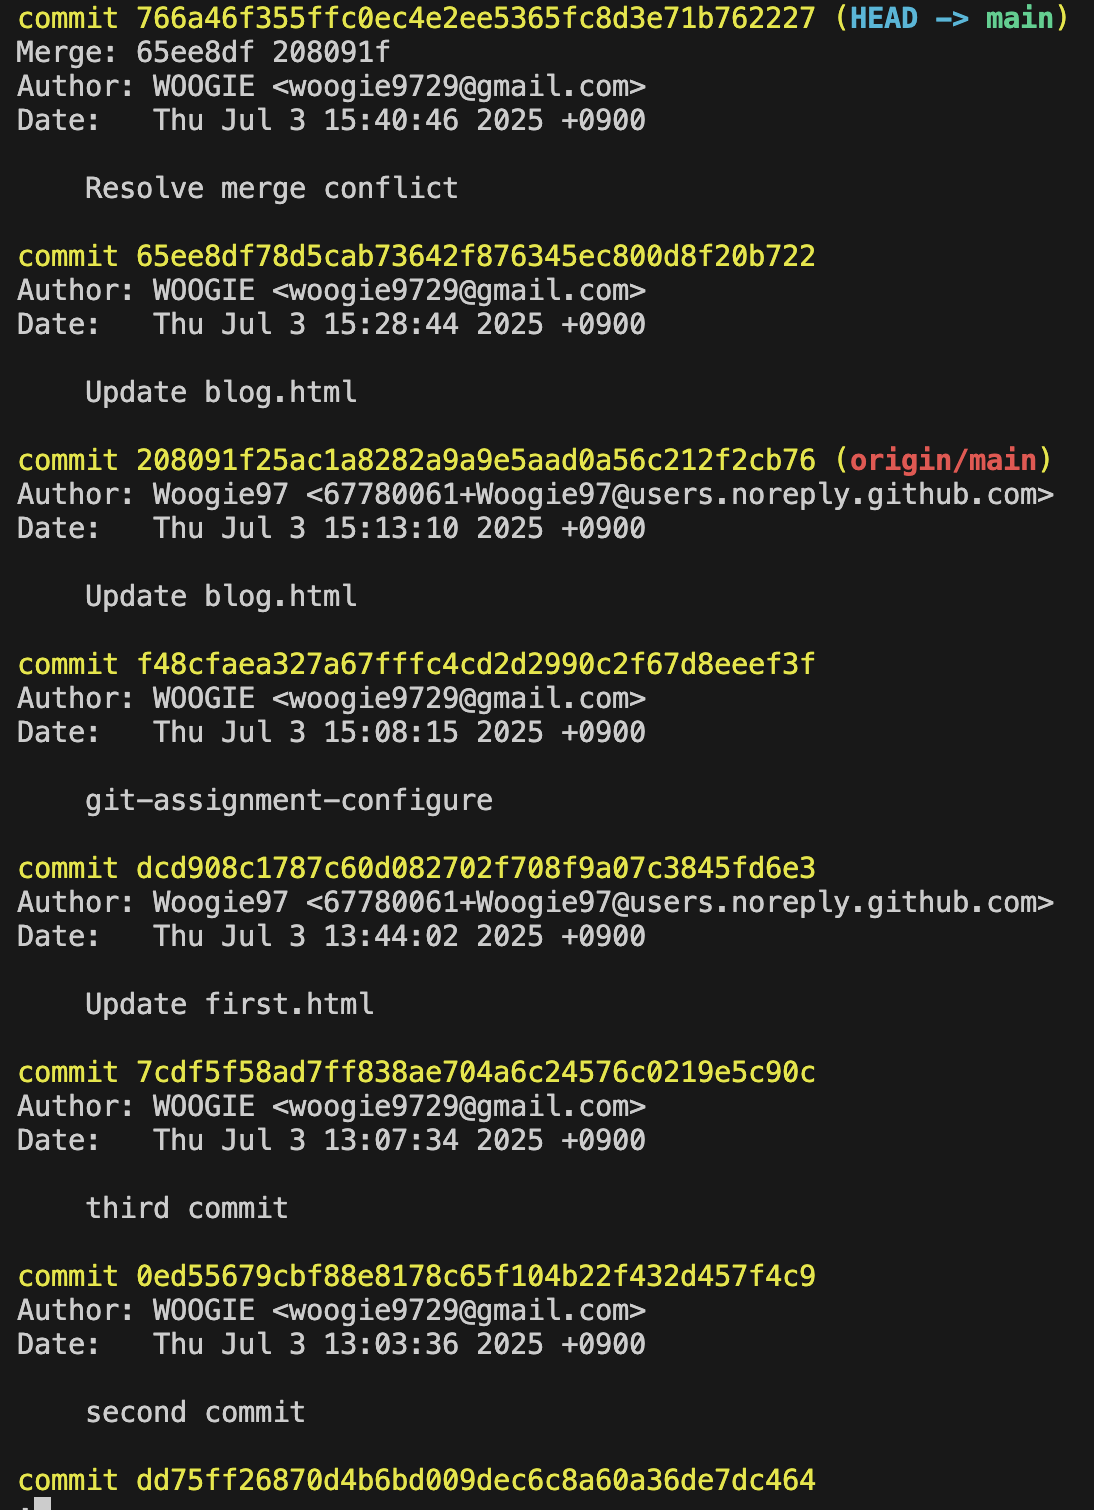 commit 766a46f355ffc0ec4e2ee5365fc8d3e71b762227 (HEAD -> main)
Merge: 65ee8df 208091f
Author: WOOGIE <woogie9729@gmail.com>
Date:   Thu Jul 3 15:40:46 2025 +0900
    Resolve merge conflict
commit 65ee8df78d5cab73642f876345ec800d8f20b722
Author: WOOGIE <woogie9729@gmail.com>
Date:   Thu Jul 3 15:28:44 2025 +0900
    Update blog.html
commit 208091f25ac1a8282a9a9e5aad0a56c212f2cb76 (origin/main)
Author: Woogie97 <67780061+Woogie97@users.noreply.github.com>
Date:   Thu Jul 3 15:13:10 2025 +0900
    Update blog.html
commit f48cfaea327a67fffc4cd2d2990c2f67d8eeef3f
Author: WOOGIE <woogie9729@gmail.com>
Date:   Thu Jul 3 15:08:15 2025 +0900
    git-assignment-configure
commit dcd908c1787c60d082702f708f9a07c3845fd6e3
Author: Woogie97 <67780061+Woogie97@users.noreply.github.com>
Date:   Thu Jul 3 13:44:02 2025 +0900
    Update first.html
commit 7cdf5f58ad7ff838ae704a6c24576c0219e5c90c
Author: WOOGIE <woogie9729@gmail.com>
Date:   Thu Jul 3 13:07:34 2025 +0900
    third commit
commit 0ed55679cbf88e8178c65f104b22f432d457f4c9
Author: WOOGIE <woogie9729@gmail.com>
Date:   Thu Jul 3 13:03:36 2025 +0900
    second commit
commit dd75ff26870d4b6bd009dec6c8a60a36de7dc464